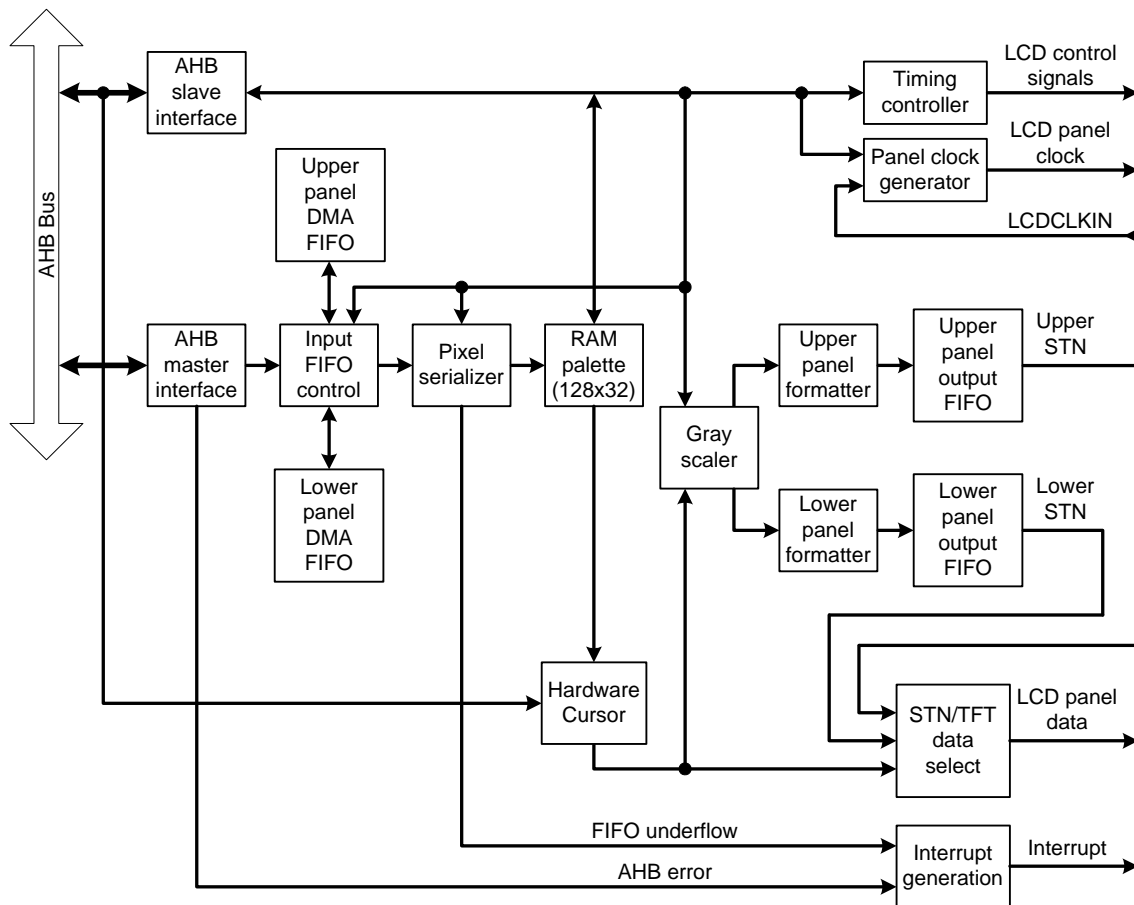 AHB Bus
AHB
slave
interface
Timing
controller
LCD control
signals
Panel clock
generator
LCD panel
clock
LCDCLKIN
Upper
panel
DMA
FIFO
AHB
master
interface
Input
FIFO
control
Pixel
serializer
RAM
palette
(128x32)
Upper
panel
formatter
Upper
panel
output
FIFO
Upper
STN
Gray
scaler
Lower
panel
DMA
FIFO
Lower
panel
formatter
Lower
panel
output
FIFO
Lower
STN
Hardware
Cursor
STN/TFT
data
select
LCD panel
data
FIFO underflow
AHB error
Interrupt
generation
Interrupt